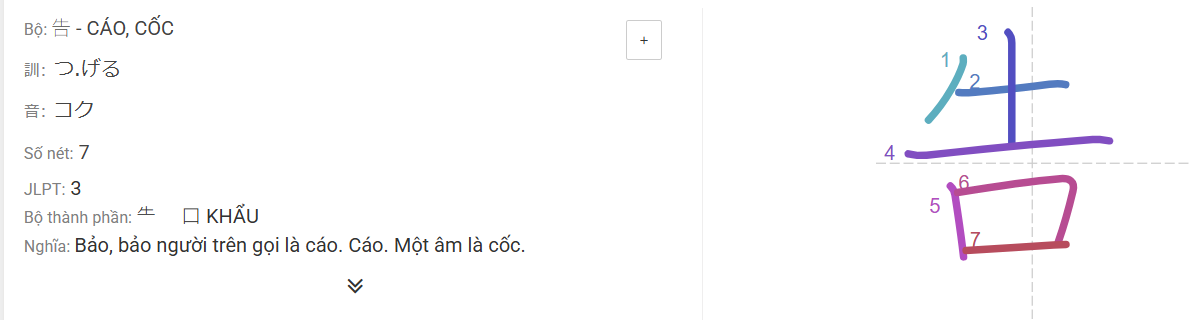 Bộ: 告 - CÁO, CỐC
+
訓: つ.げる
音: コク
Số nét: 7
JLPT: 3
Bộ thành phần: 𠂒 口 KHẨU
Nghĩa: Bảo, bảo người trên gọi là cáo. Cáo. Một âm là cốc.
1
2
3
4
5
6
7
告